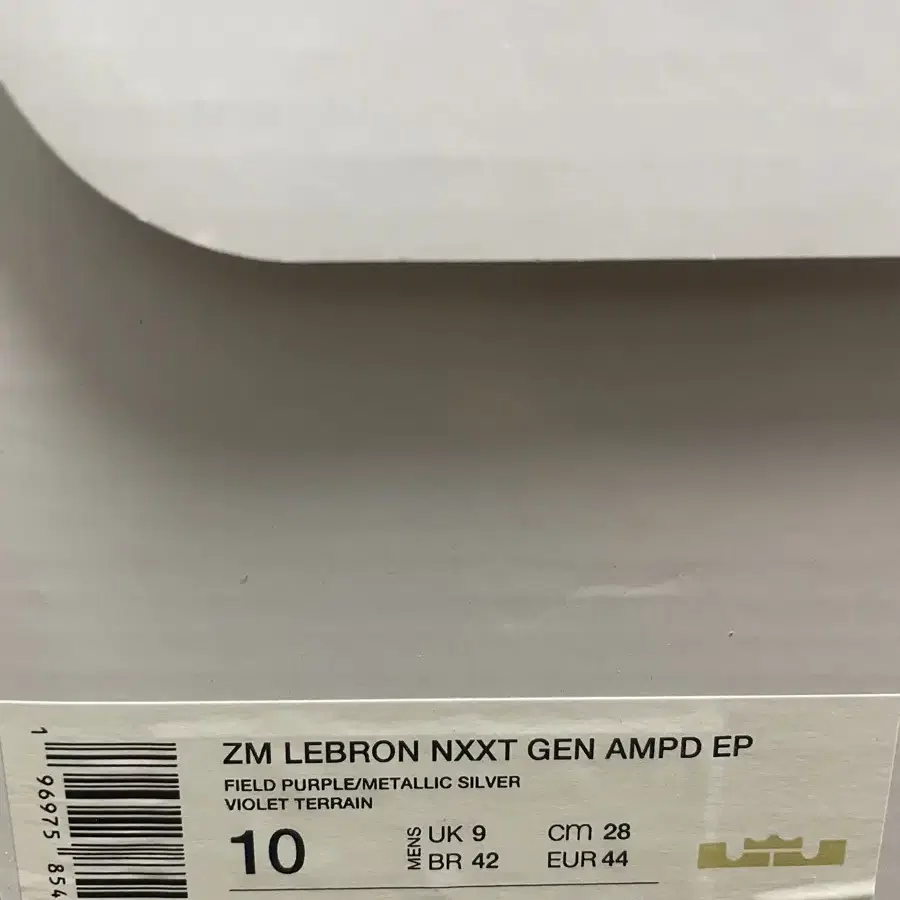 ZM LEBRON NXXT GEN AMPD EP
FIELD PURPLE/METALLIC SILVER
VIOLET TERRAIN
10
MENS
UK 9
cm 28
BR 42
EUR 44
1 96975 854